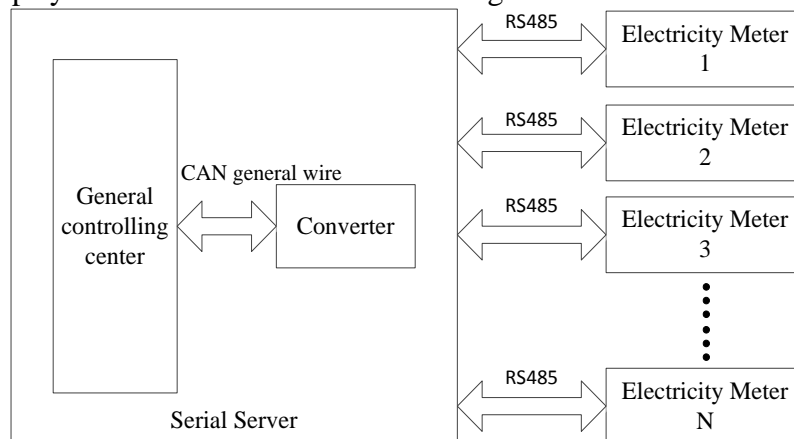 RS485
Electricity Meter
1
RS485
Electricity Meter
2
CAN general wire
General
controlling
center
Converter
RS485
Electricity Meter
3
RS485
Electricity Meter
N
Serial Server